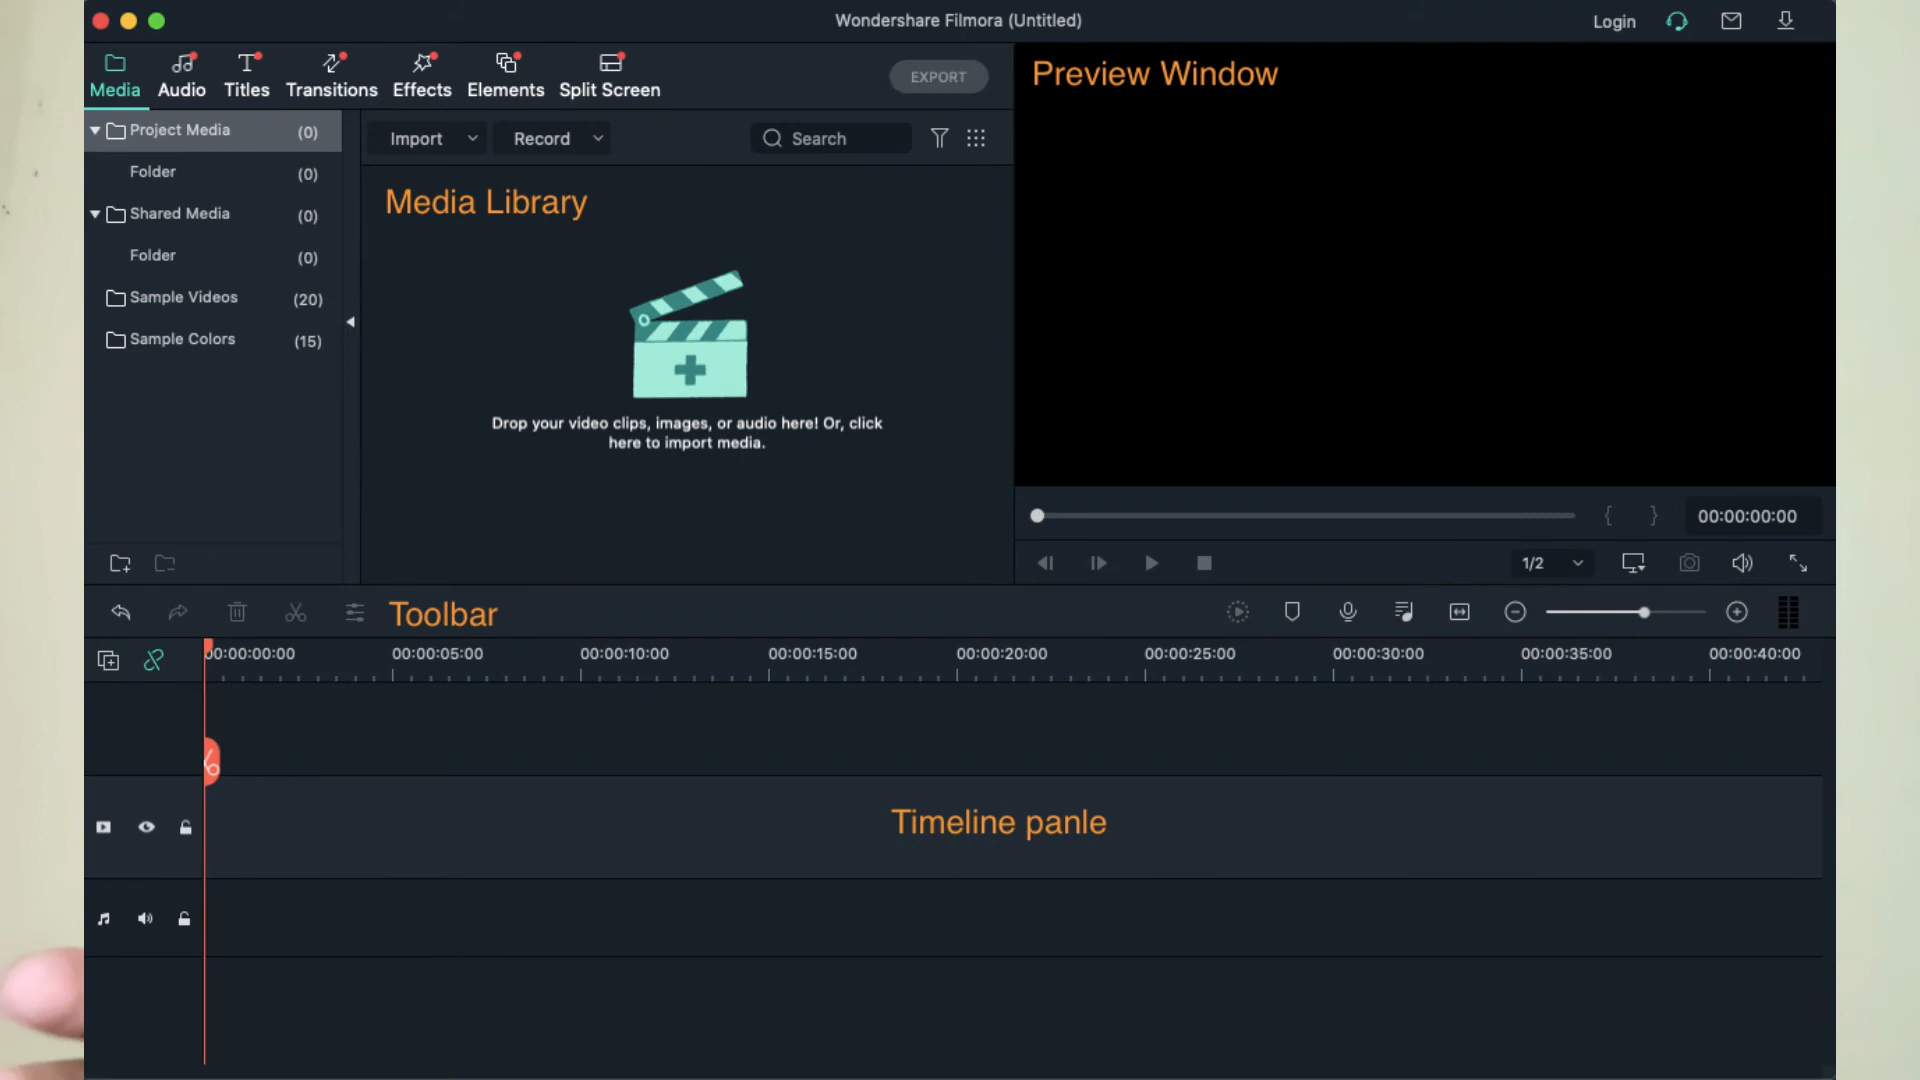 Wondershare Filmora (Untitled)
Login
Media Audio Titles Transitions Effects Elements Split Screen
EXPORT
Preview Window
Project Media (0)
Folder (0)
Shared Media (0)
Folder (0)
Sample Videos (20)
Sample Colors (15)
Import Record Search
Media Library
Drop your video clips, images, or audio here! Or, click
here to import media.
{ } 00:00:00:00
1/2
Toolbar
00:00:00:00 00:00:05:00 00:00:10:00 00:00:15:00 00:00:20:00 00:00:25:00 00:00:30:00 00:00:35:00 00:00:40:00
Timeline panle